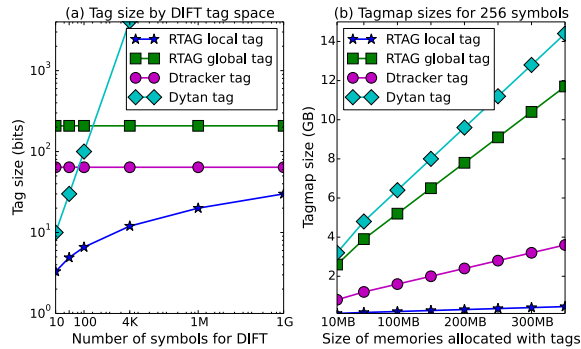 (a) Tag size by DIFT tag space
Tag size (bits)
10³
10²
10¹
10⁰
RTAG local tag
RTAG global tag
Dtracker tag
Dytan tag
10 100 4K 1M 1G
Number of symbols for DIFT
(b) Tagmap sizes for 256 symbols
Tagmap size (GB)
14
12
10
8
6
4
2
RTAG local tag
RTAG global tag
Dtracker tag
Dytan tag
10MB 100MB 200MB 300MB
Size of memories allocated with tags